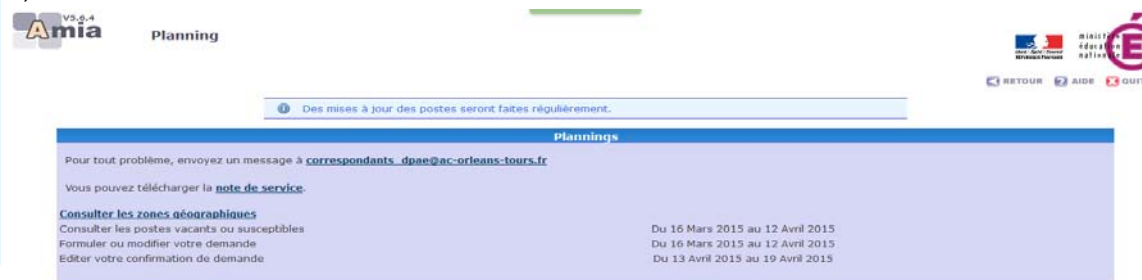 V5.6.4
Amia
Planning
RETOUR AIDE
Des mises à jour des postes seront faites régulièrement.
Plannings
Pour tout problème, envoyez un message à correspondants_dpae@ac-orleans-tours.fr
Vous pouvez télécharger la note de service.
Consulter les zones géographiques
Consulter les postes vacants ou susceptibles Du 16 Mars 2015 au 12 Avril 2015
Formuler ou modifier votre demande Du 16 Mars 2015 au 12 Avril 2015
Editer votre confirmation de demande Du 13 Avril 2015 au 19 Avril 2015